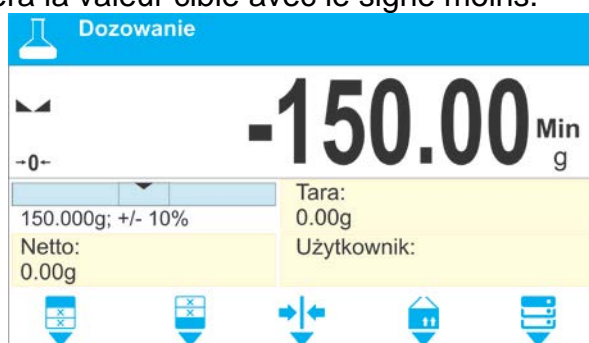 era la valeur cible avec le signe moins.
Dozowanie
-150.00 Min
g
→0←
150.000g; +/- 10%
Tara:
0.00g
Netto:
0.00g
Użytkownik: